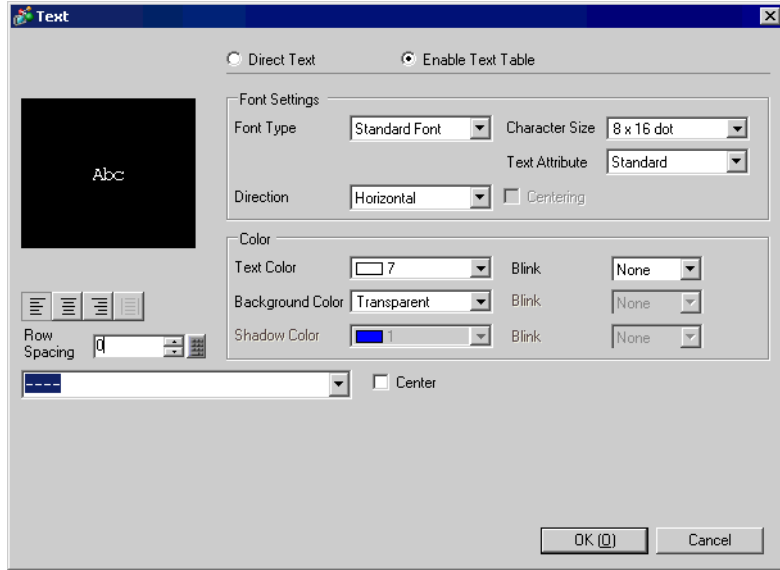 Text
Direct Text
Enable Text Table
Font Settings
Font Type Standard Font Character Size 8 x 16 dot
Text Attribute Standard
Direction Horizontal Centering
Abc
Color
Text Color 7 Blink None
Background Color Transparent Blink None
Shadow Color 1 Blink None
Row
Spacing 0
---- Center
OK (O) Cancel